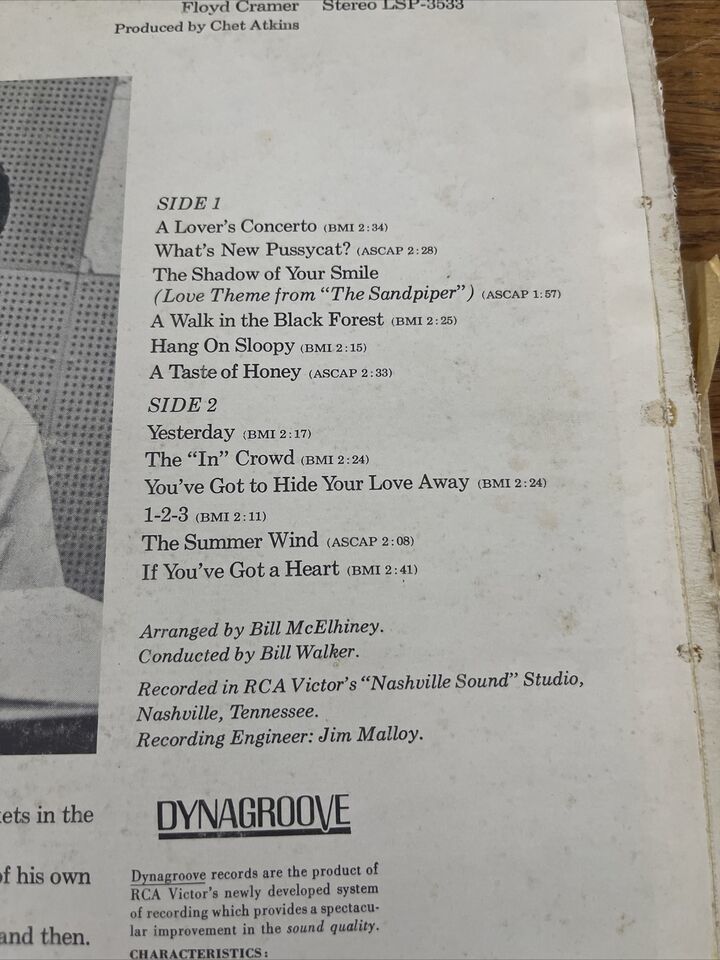 Floyd Cramer Stereo LSP-3533
Produced by Chet Atkins
SIDE 1
A Lover's Concerto (BMI 2:34)
What's New Pussycat? (ASCAP 2:28)
The Shadow of Your Smile
(Love Theme from "The Sandpiper") (ASCAP 1:57)
A Walk in the Black Forest (BMI 2:25)
Hang On Sloopy (BMI 2:15)
A Taste of Honey (ASCAP 2:33)
SIDE 2
Yesterday (BMI 2:17)
The "In" Crowd (BMI 2:24)
You've Got to Hide Your Love Away (BMI 2:24)
1-2-3 (BMI 2:11)
The Summer Wind (ASCAP 2:08)
If You've Got a Heart (BMI 2:41)
Arranged by Bill McElhiney.
Conducted by Bill Walker.
Recorded in RCA Victor's "Nashville Sound" Studio,
Nashville, Tennessee.
Recording Engineer: Jim Malloy.
in the
of his own
and then.
DYNAGROOVE
Dynagroove records are the product of
RCA Victor's newly developed system
of recording which provides a spectacu-
lar improvement in the sound quality.
CHARACTERISTICS: